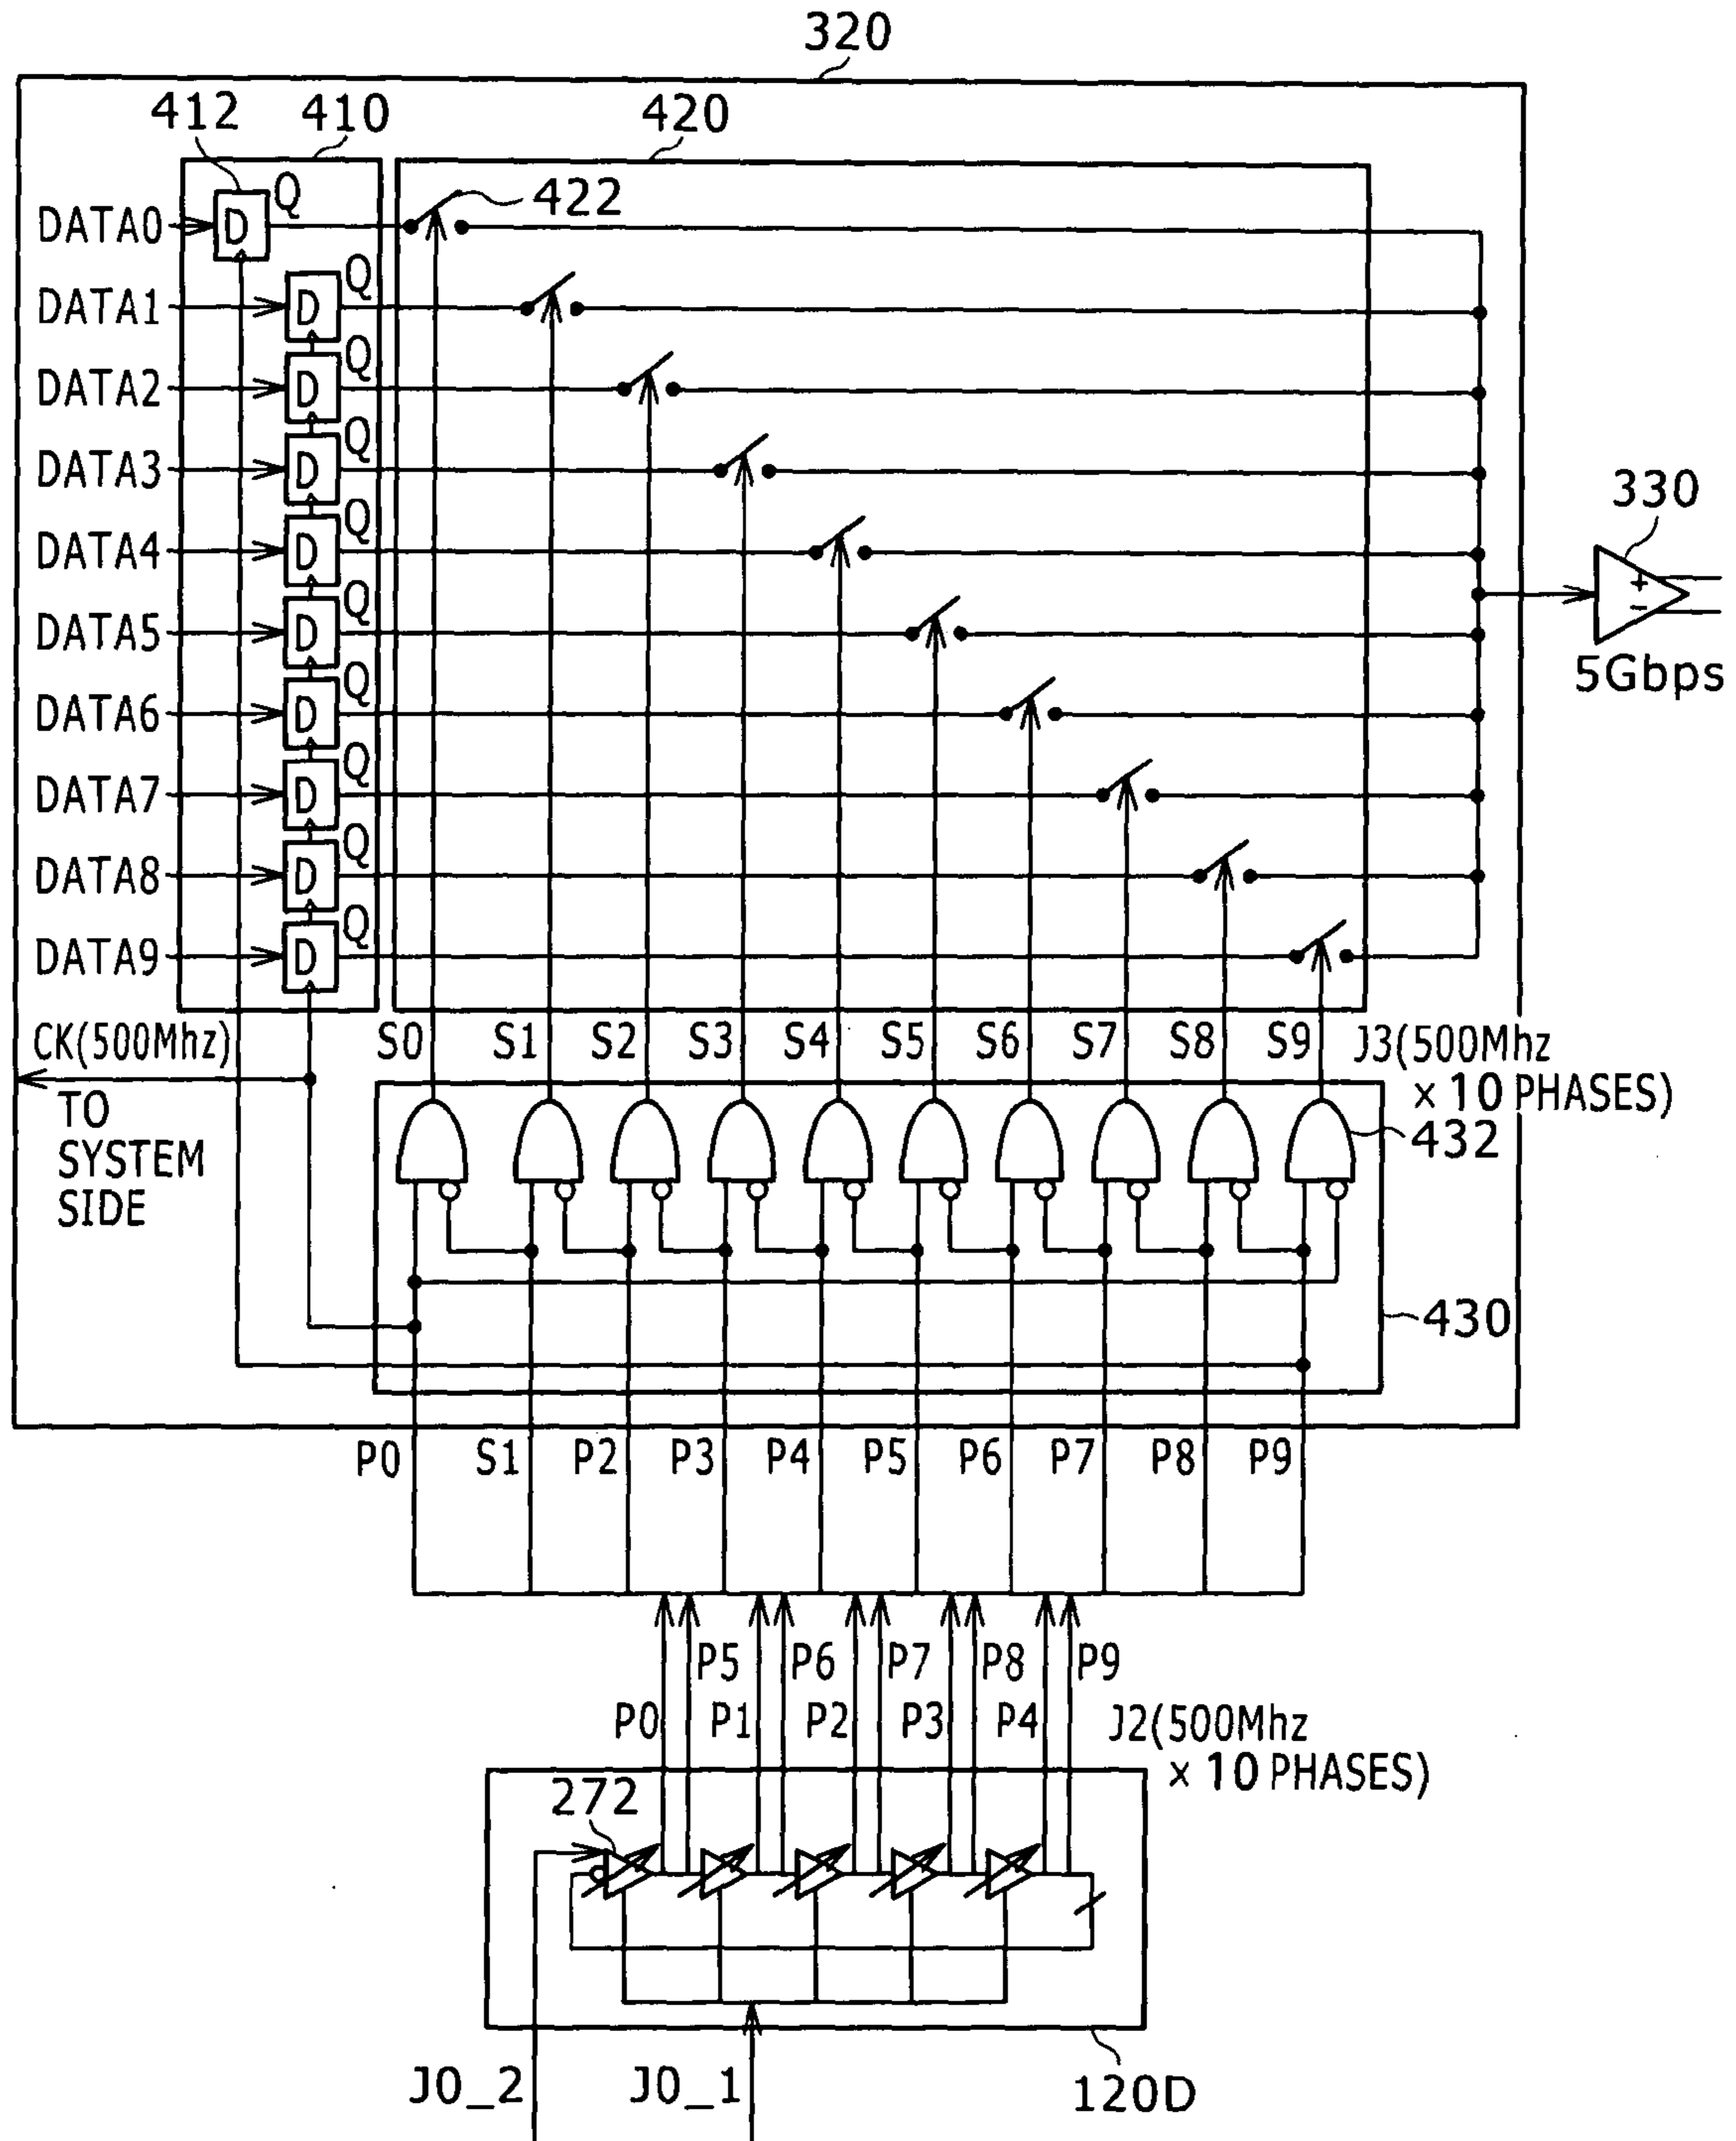 320
412 410 420
Q
DATA0 D 422
Q
DATA1 D
Q
DATA2 D
Q
DATA3 D
Q
DATA4 D
Q
DATA5 D
Q
DATA6 D
Q
DATA7 D
Q
DATA8 D
Q
DATA9 D
330
+
-
5Gbps
CK(500Mhz)
TO
SYSTEM
SIDE
S0 S1 S2 S3 S4 S5 S6 S7 S8 S9
J3(500Mhz
× 10 PHASES)
432
430
P0 S1 P2 P3 P4 P5 P6 P7 P8 P9
P5 P6 P7 P8 P9
P0 P1 P2 P3 P4
J2(500Mhz
× 10 PHASES)
272
J0_2 J0_1 120D